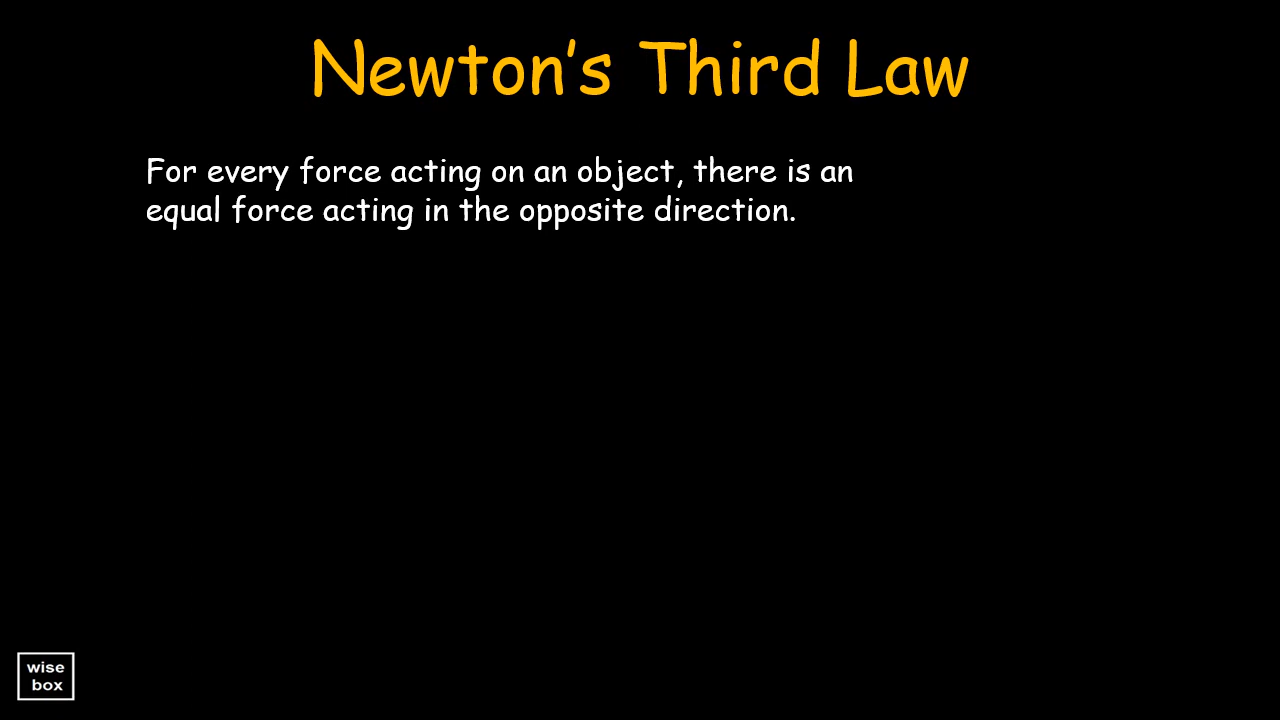 Newton’s Third Law
For every force acting on an object, there is an
equal force acting in the opposite direction.
wise
box